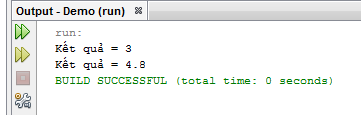 Output - Demo (run)
run:
Kết quả = 3
Kết quả = 4.8
BUILD SUCCESSFUL (total time: 0 seconds)